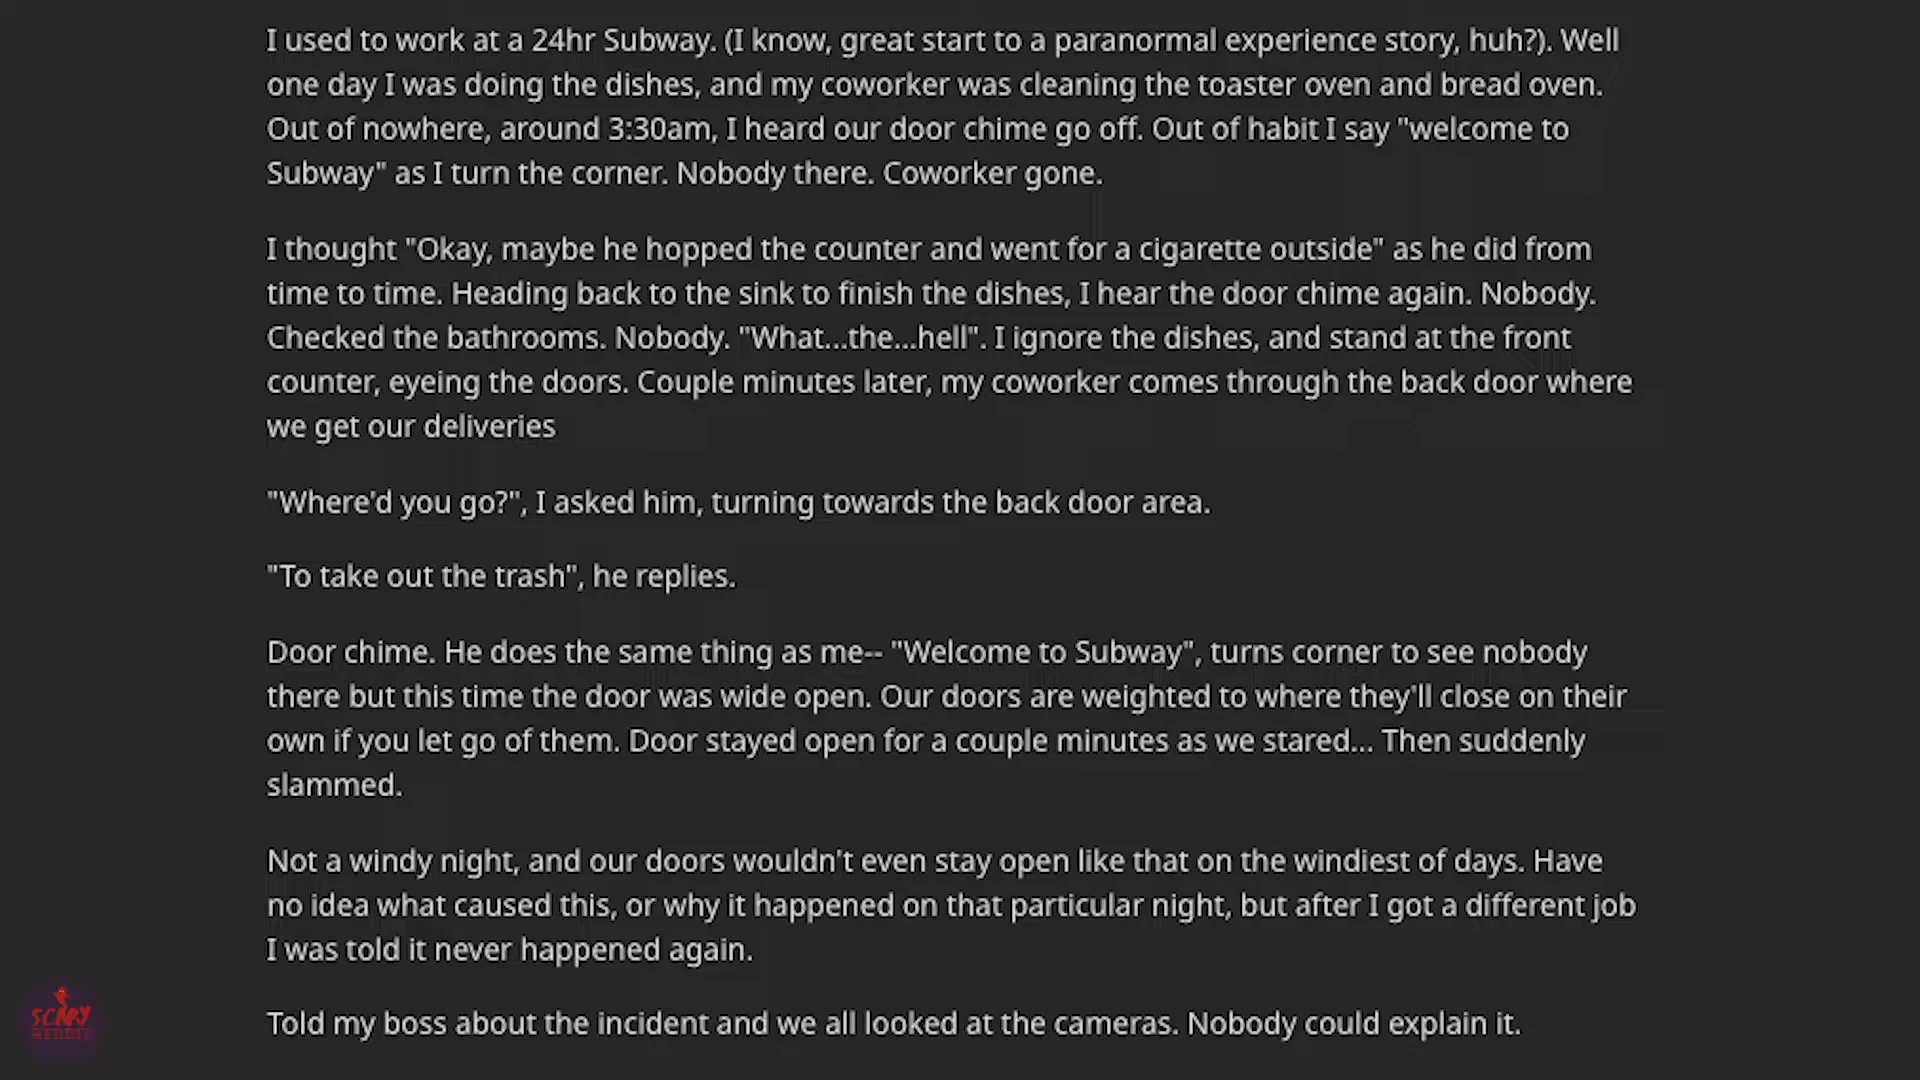 I used to work at a 24hr Subway. (I know, great start to a paranormal experience story, huh?). Well
one day I was doing the dishes, and my coworker was cleaning the toaster oven and bread oven.
Out of nowhere, around 3:30am, I heard our door chime go off. Out of habit I say "welcome to
Subway" as I turn the corner. Nobody there. Coworker gone.
I thought "Okay, maybe he hopped the counter and went for a cigarette outside" as he did from
time to time. Heading back to the sink to finish the dishes, I hear the door chime again. Nobody.
Checked the bathrooms. Nobody. "What...the...hell". I ignore the dishes, and stand at the front
counter, eyeing the doors. Couple minutes later, my coworker comes through the back door where
we get our deliveries
"Where'd you go?", I asked him, turning towards the back door area.
"To take out the trash", he replies.
Door chime. He does the same thing as me-- "Welcome to Subway", turns corner to see nobody
there but this time the door was wide open. Our doors are weighted to where they'll close on their
own if you let go of them. Door stayed open for a couple minutes as we stared... Then suddenly
slammed.
Not a windy night, and our doors wouldn't even stay open like that on the windiest of days. Have
no idea what caused this, or why it happened on that particular night, but after I got a different job
I was told it never happened again.
Told my boss about the incident and we all looked at the cameras. Nobody could explain it.
SCARY